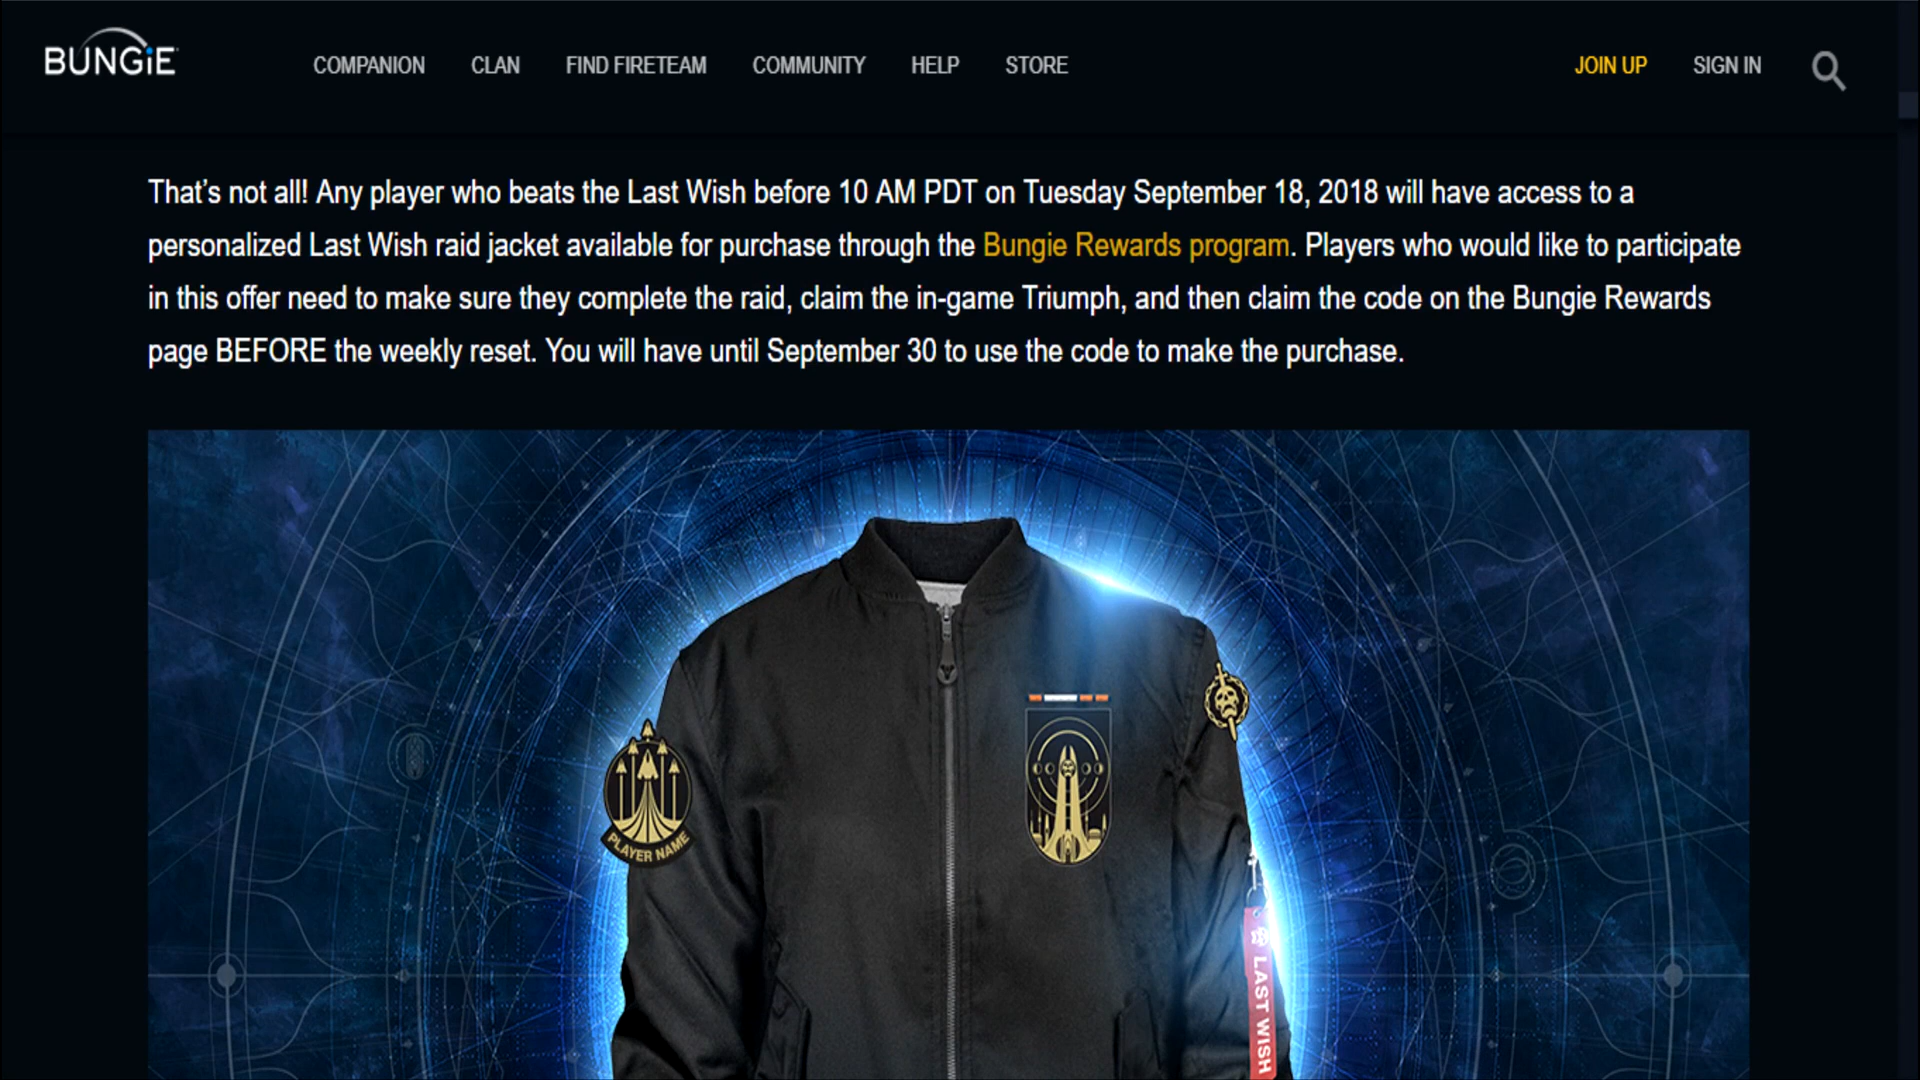 BUNGiE
COMPANION CLAN FIND FIRETEAM COMMUNITY HELP STORE JOIN UP SIGN IN
That’s not all! Any player who beats the Last Wish before 10 AM PDT on Tuesday September 18, 2018 will have access to a
personalized Last Wish raid jacket available for purchase through the Bungie Rewards program. Players who would like to participate
in this offer need to make sure they complete the raid, claim the in-game Triumph, and then claim the code on the Bungie Rewards
page BEFORE the weekly reset. You will have until September 30 to use the code to make the purchase.
PLAYER NAME
LAST WISH